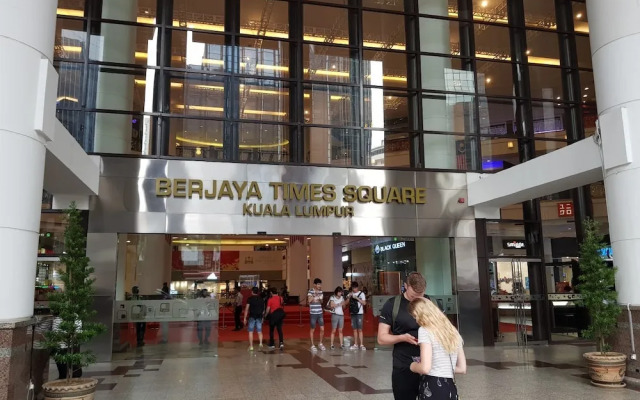 BERJAYA TIMES SQUARE
KUALA LUMPUR
BLACK QUEEN